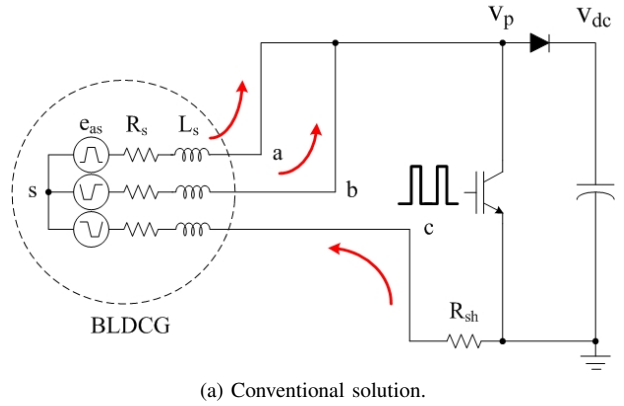 V_p V_dc
e_as R_s L_s
a
s b
c
R_sh
BLDCG
(a) Conventional solution.